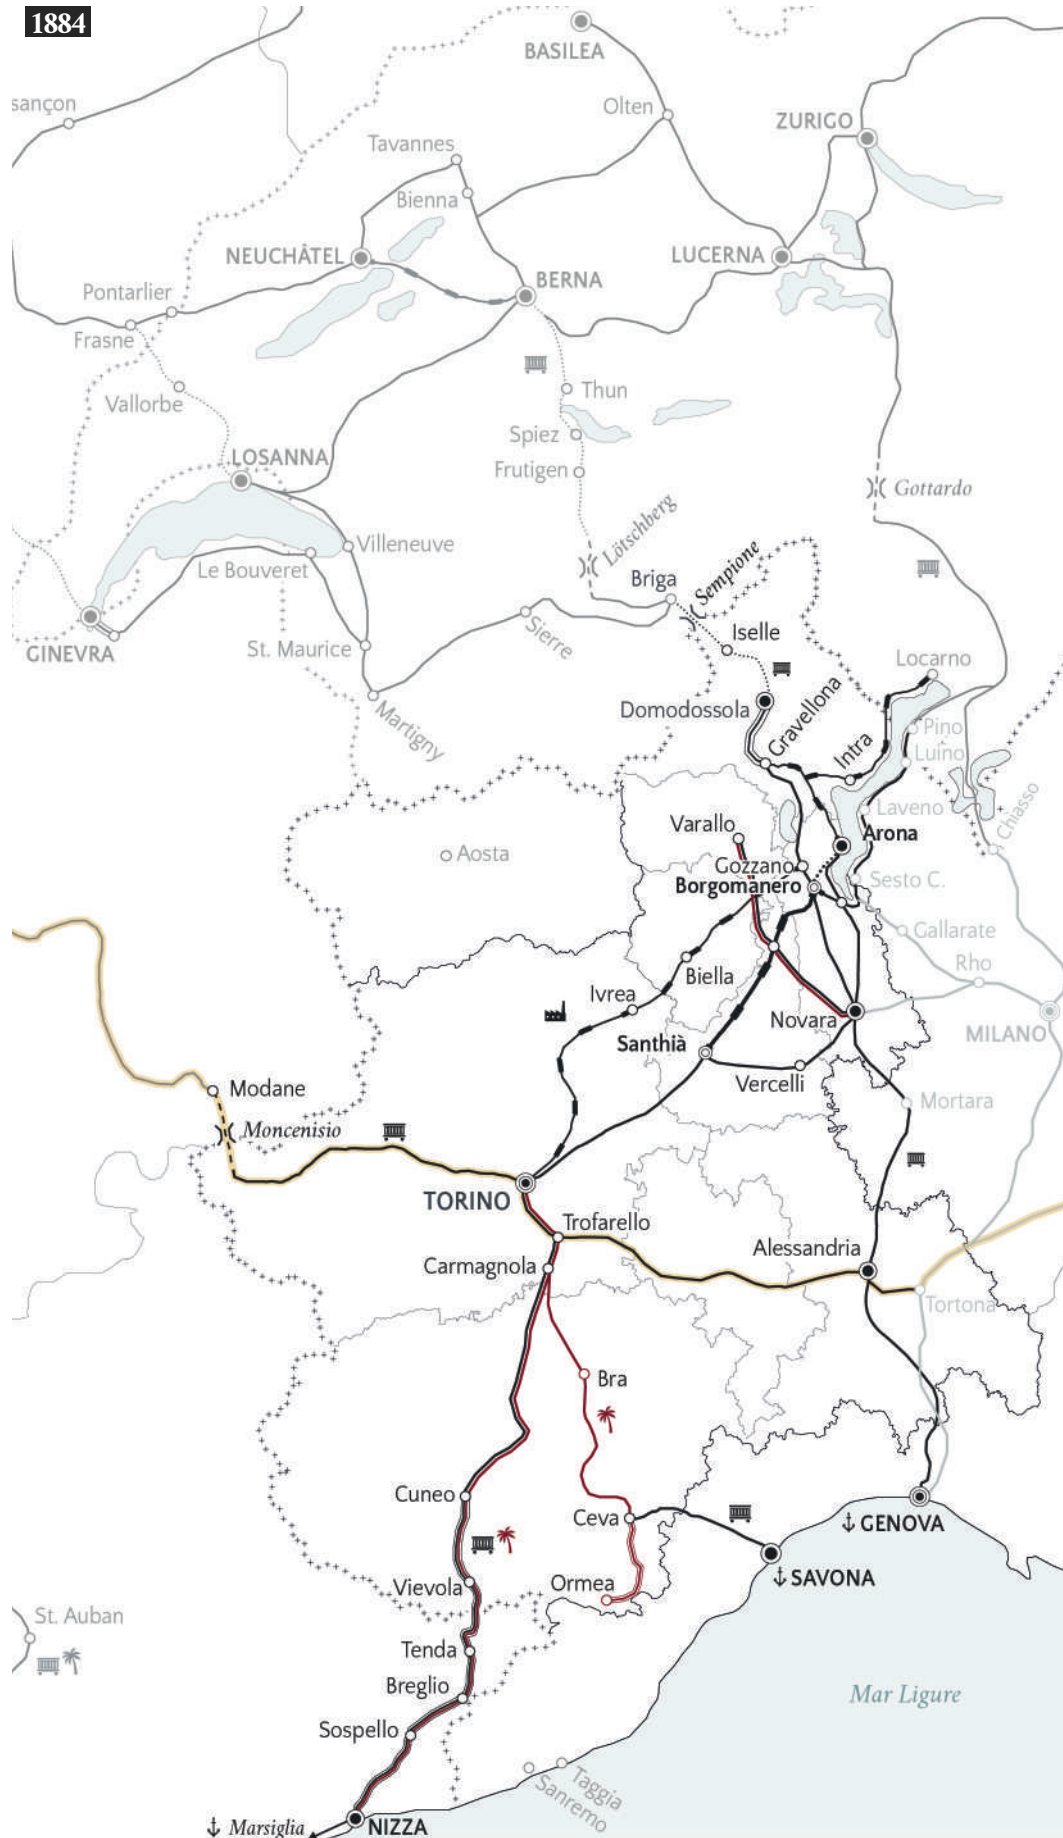 1884
BASILEA
sançon
Olten
ZURIGO
Tavannes
Bienna
NEUCHÂTEL
LUCERNA
BERNA
Pontarlier
Frasne
Thun
Vallorbe
Spiez
LOSANNA
Frutigen
Gottardo
Lötschberg
Villeneuve
Le Bouveret
Sempione
Briga
Iselle
Sierre
GINEVRA
St. Maurice
Locarno
Domodossola
Martigny
Gravellona
Intra
Pino
Luino
Laveno
Chiasso
Varallo
Arona
Aosta
Gozzano
Borgomanero
Sesto C.
Gallarate
Rho
Biella
Ivrea
Novara
MILANO
Santhià
Vercelli
Modane
Mortara
Moncenisio
TORINO
Trofarello
Alessandria
Carmagnola
Tortona
Bra
Cuneo
Ceva
GENOVA
SAVONA
Vievola
Ormea
St. Auban
Tenda
Breglio
Mar Ligure
Sospello
Taggia
Sanremo
Marsiglia
NIZZA